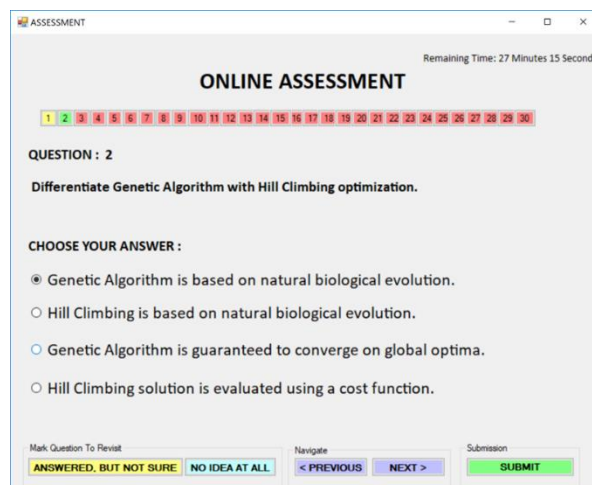 ASSESSMENT
Remaining Time: 27 Minutes 15 Second
ONLINE ASSESSMENT
1 2 3 4 5 6 7 8 9 10 11 12 13 14 15 16 17 18 19 20 21 22 23 24 25 26 27 28 29 30
QUESTION : 2
Differentiate Genetic Algorithm with Hill Climbing optimization.
CHOOSE YOUR ANSWER :
Genetic Algorithm is based on natural biological evolution.
Hill Climbing is based on natural biological evolution.
Genetic Algorithm is guaranteed to converge on global optima.
Hill Climbing solution is evaluated using a cost function.
Mark Question To Revisit
ANSWERED, BUT NOT SURE NO IDEA AT ALL
Navigate
< PREVIOUS NEXT >
Submission
SUBMIT